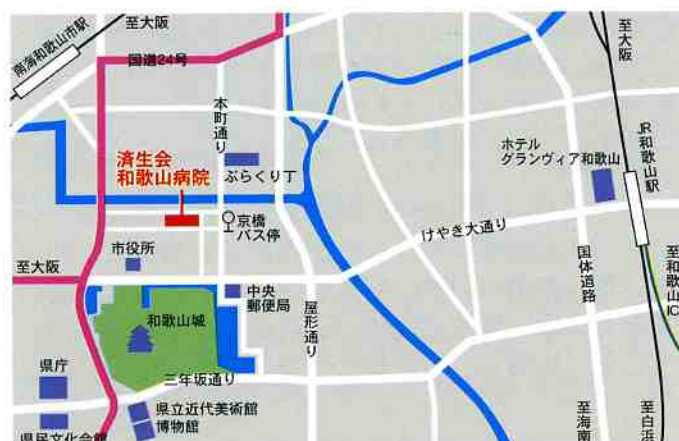 至大阪
南海和歌山市駅
国道24号
至大阪
本町通り
済生会
和歌山病院
ぶらくり丁
ホテル
グランヴィア和歌山
JR和歌山駅
京橋
バス停
けやき大通り
市役所
至大阪
中央
郵便局
国体道路
至和歌山IC
和歌山城
屋形通り
県庁
三年坂通り
県立近代美術館
博物館
県民文化会館
至海南
至白浜